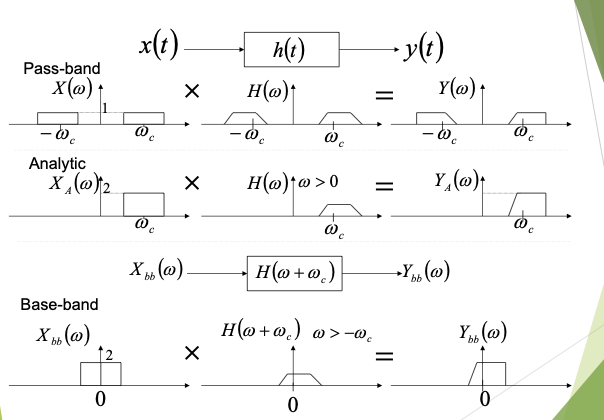 x(t) h(t) y(t)
Pass-band
X(ω) 1 × H(ω) = Y(ω)
−ω_c ω_c −ω_c ω_c −ω_c ω_c
Analytic
X_A(ω) 2 × H(ω) ω > 0 = Y_A(ω)
ω_c ω_c ω_c
X_bb(ω) H(ω + ω_c) Y_bb(ω)
Base-band
X_bb(ω) 2 × H(ω + ω_c) ω > −ω_c = Y_bb(ω)
0 0 0